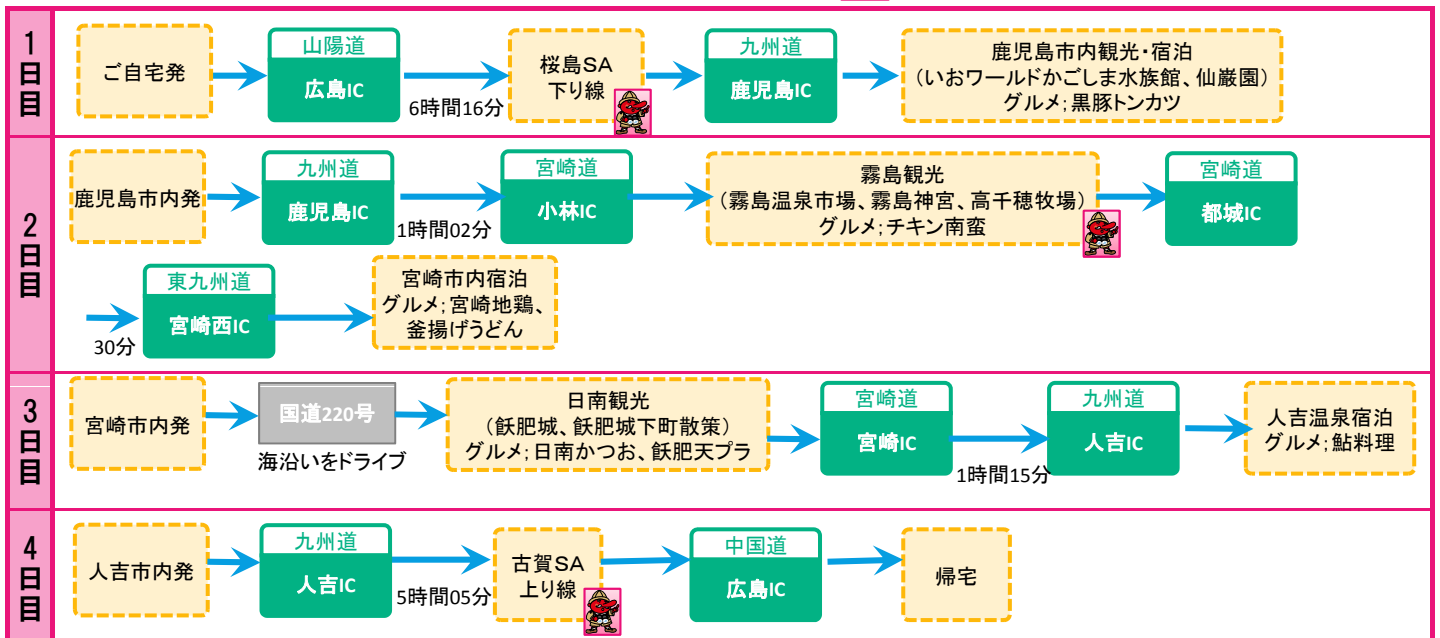 1
日
目
ご自宅発
山陽道
広島IC
6時間16分
桜島SA
下り線
九州道
鹿児島IC
鹿児島市内観光・宿泊
(いおワールドかごしま水族館、仙巌園)
グルメ;黒豚トンカツ
2
日
目
鹿児島市内発
九州道
鹿児島IC
1時間02分
宮崎道
小林IC
霧島観光
(霧島温泉市場、霧島神宮、高千穂牧場)
グルメ;チキン南蛮
宮崎道
都城IC
30分
東九州道
宮崎西IC
宮崎市内宿泊
グルメ;宮崎地鶏、
釜揚げうどん
3
日
目
宮崎市内発
国道220号
海沿いをドライブ
日南観光
(飫肥城、飫肥城下町散策)
グルメ;日南かつお、飫肥天プラ
宮崎道
宮崎IC
1時間15分
九州道
人吉IC
人吉温泉宿泊
グルメ;鮎料理
4
日
目
人吉市内発
九州道
人吉IC
5時間05分
古賀SA
上り線
中国道
広島IC
帰宅